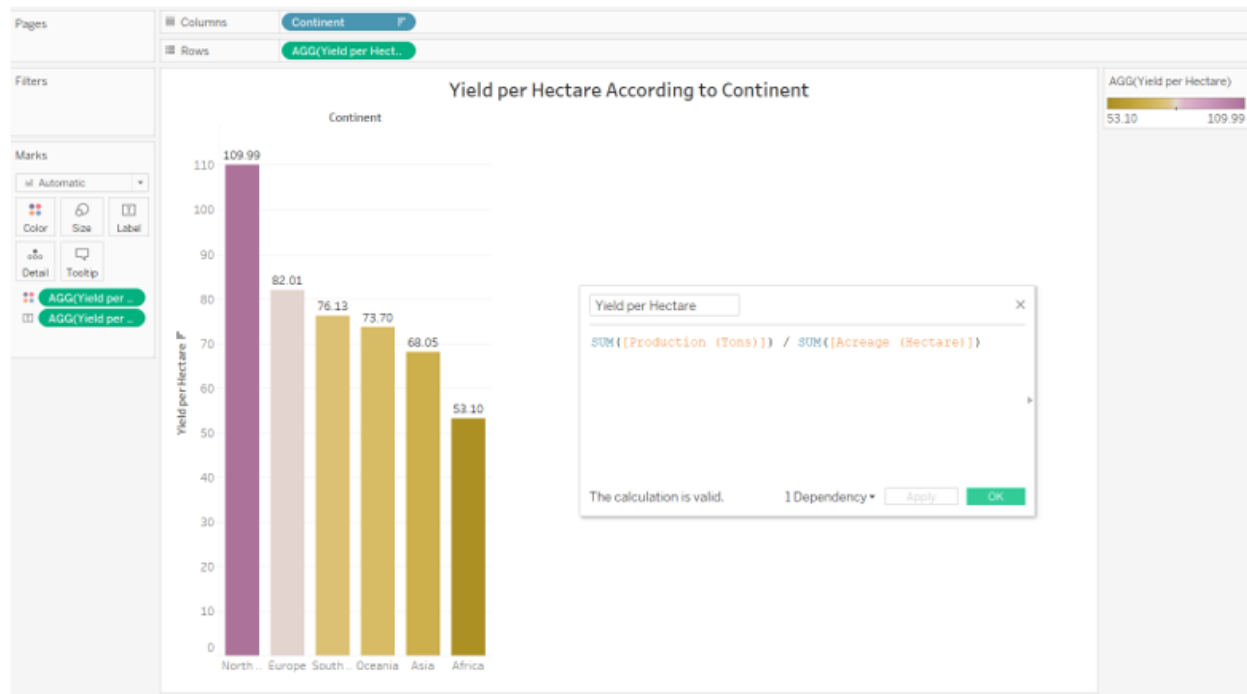 Pages
Columns
Continent
Rows
AGG(Yield per Hect..
Filters
Yield per Hectare According to Continent
AGG(Yield per Hectare)
53.10 109.99
Marks
Automatic
Color Size Label
Detail Tooltip
AGG(Yield per ..
AGG(Yield per ..
Continent
Yield per Hectare
110
100
90
80
70
60
50
40
30
20
10
0
109.99
82.01
76.13
73.70
68.05
53.10
North .. Europe South .. Oceania Asia Africa
Yield per Hectare
SUM([Production (Tons)]) / SUM([Acreage (Hectare)])
The calculation is valid. 1 Dependency Apply OK